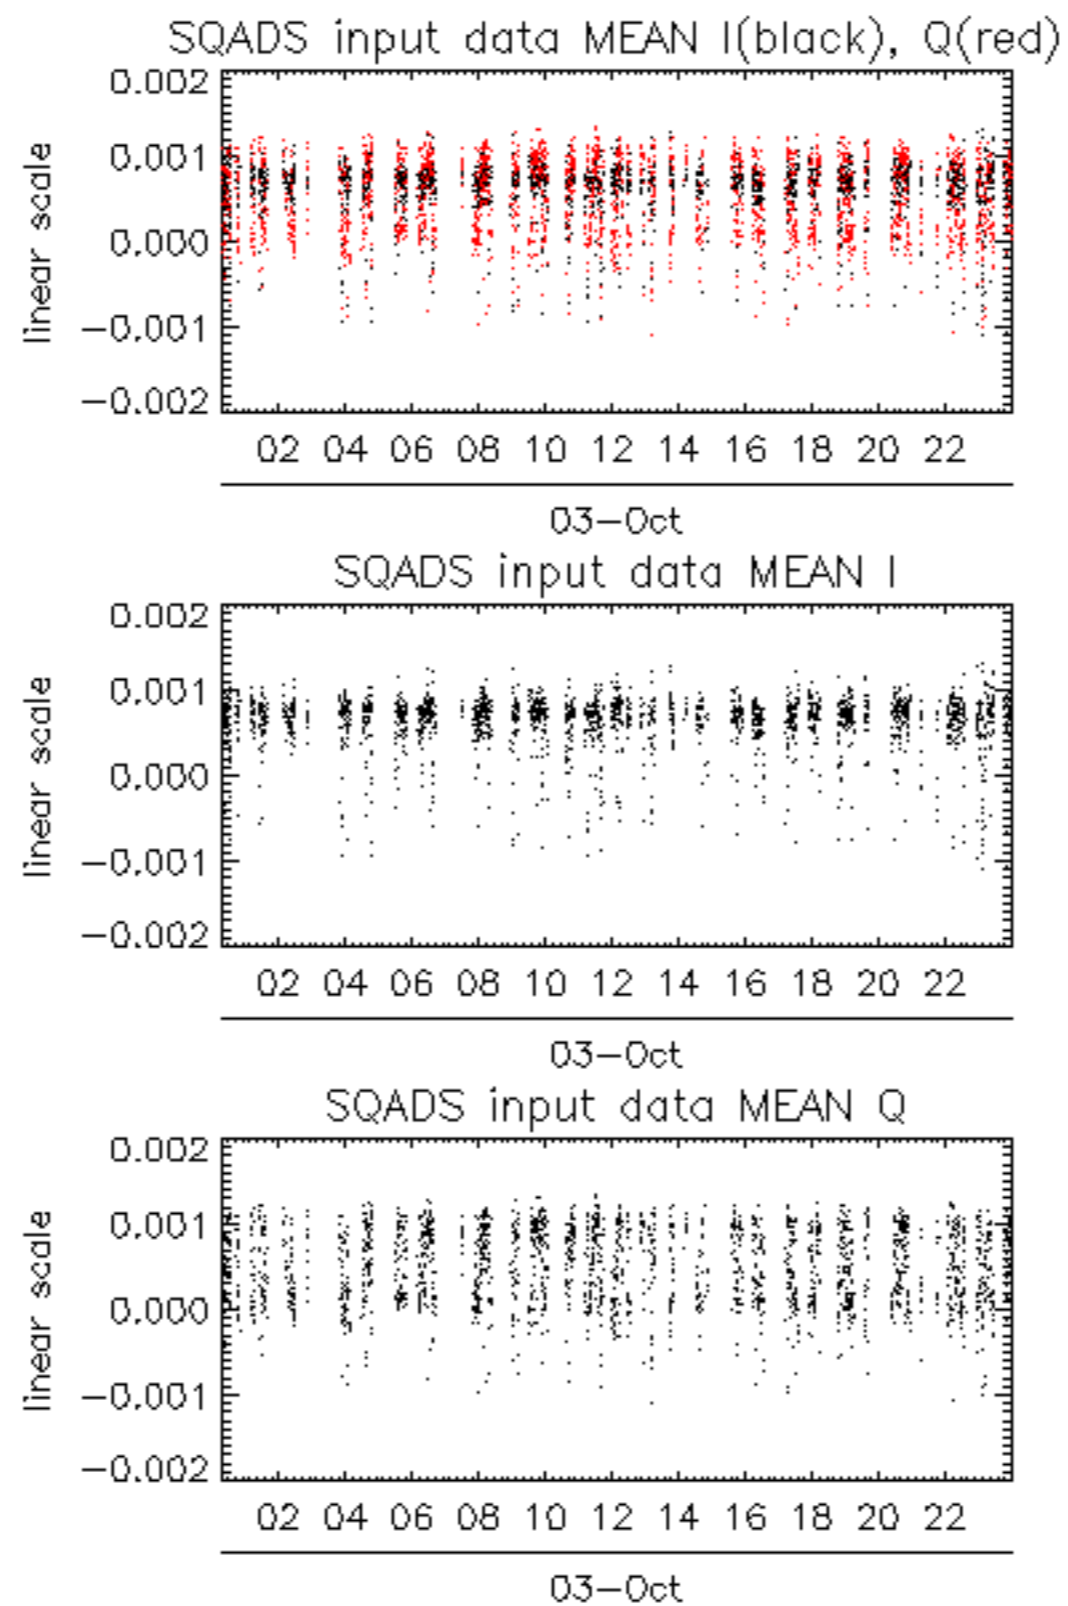 SQADS input data MEAN I(black), Q(red)
0.002
0.001
0.000
−0.001
−0.002
linear scale
02 04 06 08 10 12 14 16 18 20 22
03−Oct
SQADS input data MEAN I
0.002
0.001
0.000
−0.001
−0.002
linear scale
02 04 06 08 10 12 14 16 18 20 22
03−Oct
SQADS input data MEAN Q
0.002
0.001
0.000
−0.001
−0.002
linear scale
02 04 06 08 10 12 14 16 18 20 22
03−Oct